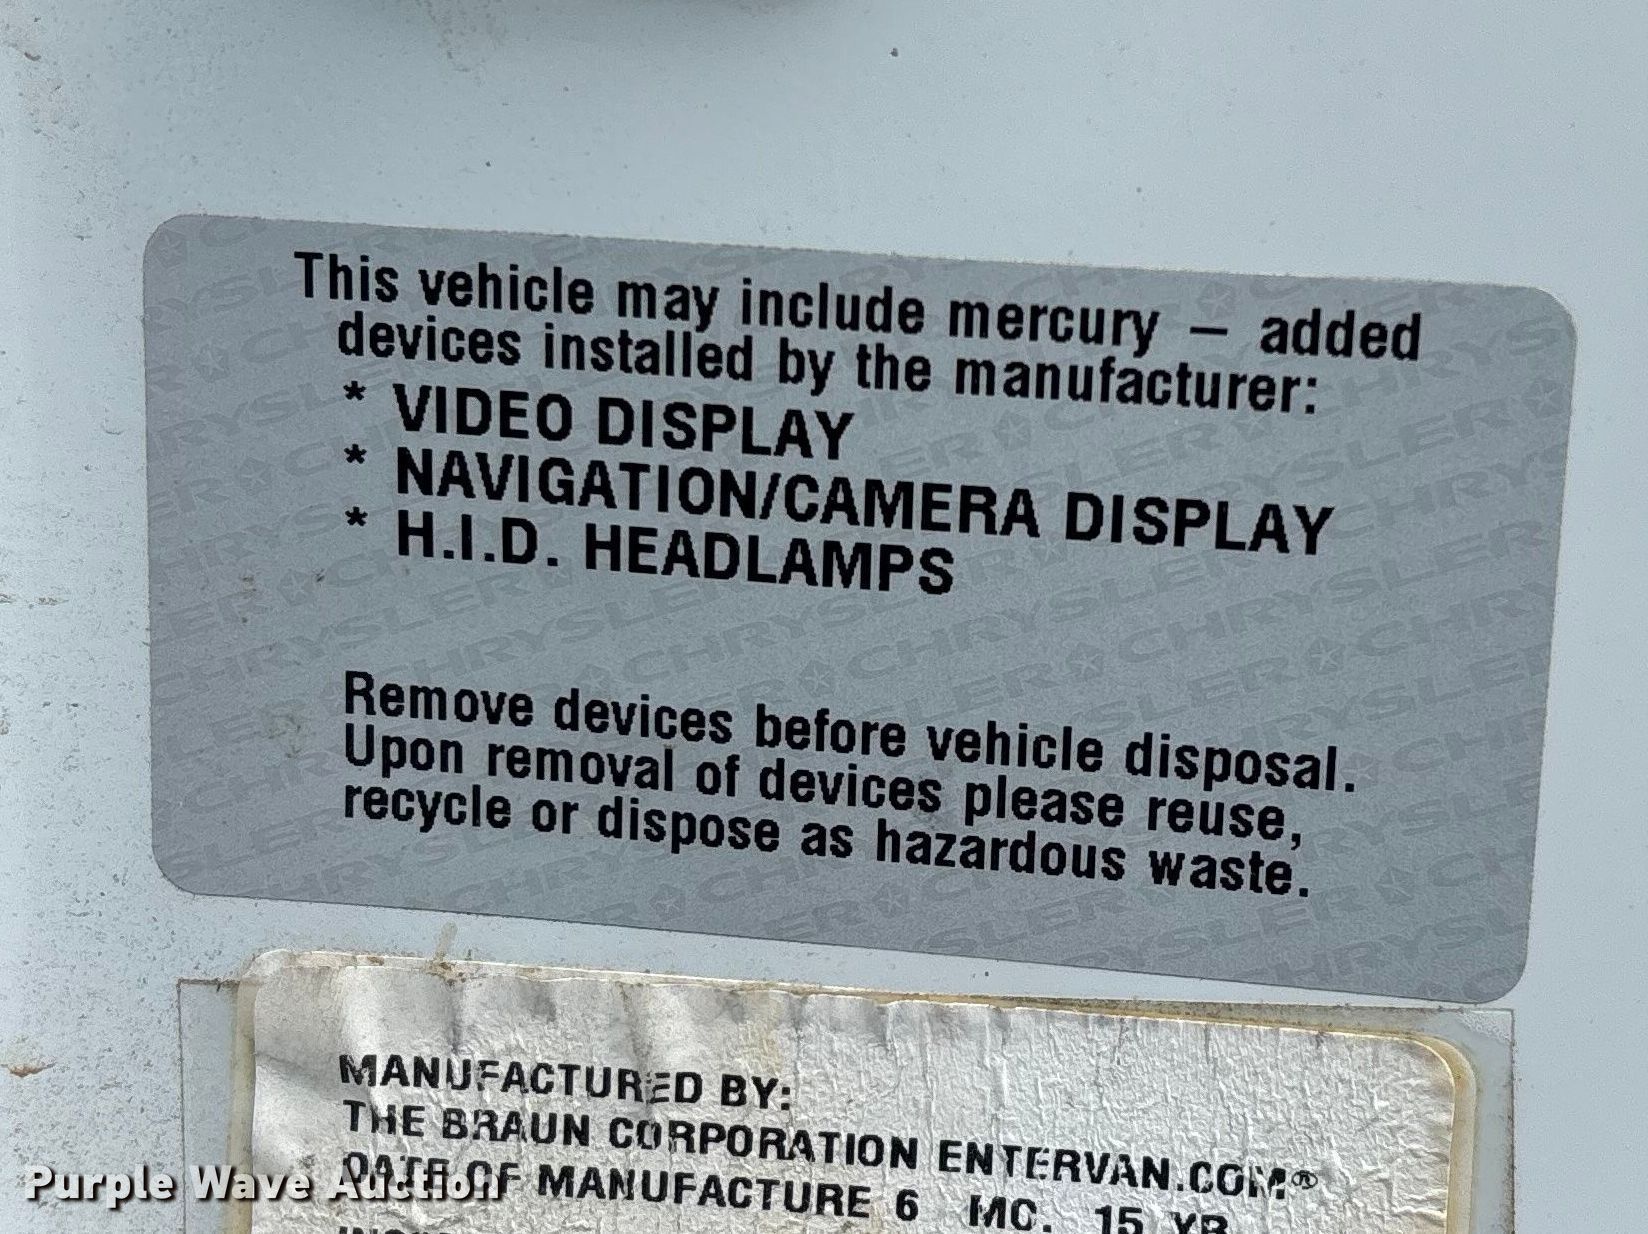 This vehicle may include mercury – added
devices installed by the manufacturer:
* VIDEO DISPLAY
* NAVIGATION/CAMERA DISPLAY
* H.I.D. HEADLAMPS
Remove devices before vehicle disposal.
Upon removal of devices please reuse,
recycle or dispose as hazardous waste.
MANUFACTURED BY:
THE BRAUN CORPORATION ENTERVAN.COM®
DATE OF MANUFACTURE 6 MO. 15 YR
Purple Wave Auction